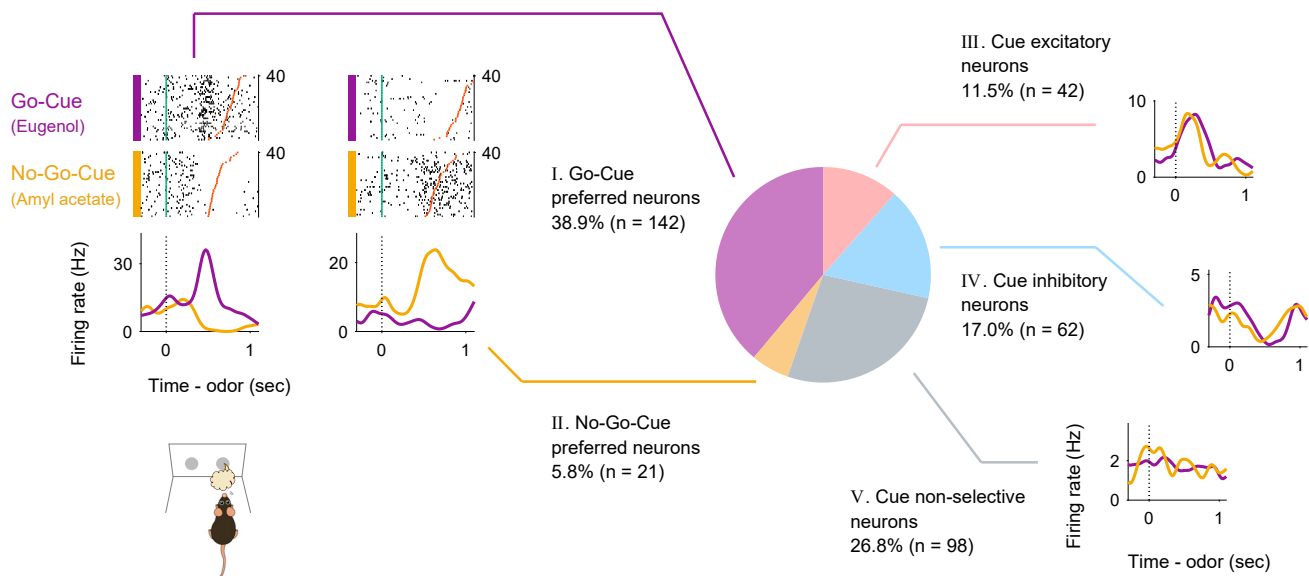 Go-Cue
(Eugenol)
No-Go-Cue
(Amyl acetate)
40
40
40
40
Firing rate (Hz)
30
0
0
1
20
0
0
1
Time - odor (sec)
I. Go-Cue
preferred neurons
38.9% (n = 142)
II. No-Go-Cue
preferred neurons
5.8% (n = 21)
III. Cue excitatory
neurons
11.5% (n = 42)
10
0
0
1
IV. Cue inhibitory
neurons
17.0% (n = 62)
5
0
0
1
V. Cue non-selective
neurons
26.8% (n = 98)
Firing rate (Hz)
2
0
0
1
Time - odor (sec)